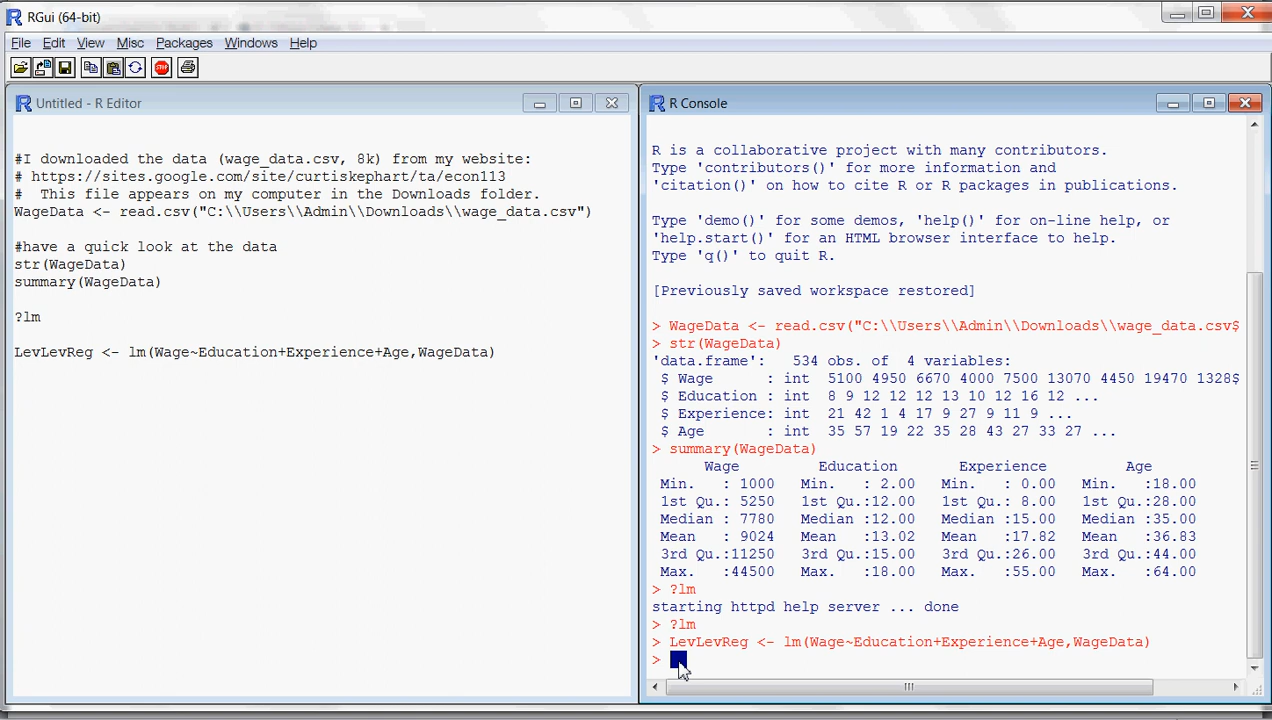 RGui (64-bit)
File Edit View Misc Packages Windows Help
STOP
Untitled - R Editor
#I downloaded the data (wage_data.csv, 8k) from my website:
# https://sites.google.com/site/curtiskephart/ta/econ113
#  This file appears on my computer in the Downloads folder.
WageData <- read.csv("C:\\Users\\Admin\\Downloads\\wage_data.csv")
#have a quick look at the data
str(WageData)
summary(WageData)
?lm
LevLevReg <- lm(Wage~Education+Experience+Age,WageData)
R Console
R is a collaborative project with many contributors.
Type 'contributors()' for more information and
'citation()' on how to cite R or R packages in publications.
Type 'demo()' for some demos, 'help()' for on-line help, or
'help.start()' for an HTML browser interface to help.
Type 'q()' to quit R.
[Previously saved workspace restored]
> WageData <- read.csv("C:\\Users\\Admin\\Downloads\\wage_data.csv$
> str(WageData)
'data.frame':   534 obs. of  4 variables:
 $ Wage      : int  5100 4950 6670 4000 7500 13070 4450 19470 1328$
 $ Education : int  8 9 12 12 12 13 10 12 16 12 ...
 $ Experience: int  21 42 1 4 17 9 27 9 11 9 ...
 $ Age       : int  35 57 19 22 35 28 43 27 33 27 ...
> summary(WageData)
      Wage         Education       Experience         Age
 Min.   : 1000   Min.   : 2.00   Min.   : 0.00   Min.   :18.00
 1st Qu.: 5250   1st Qu.:12.00   1st Qu.: 8.00   1st Qu.:28.00
 Median : 7780   Median :12.00   Median :15.00   Median :35.00
 Mean   : 9024   Mean   :13.02   Mean   :17.82   Mean   :36.83
 3rd Qu.:11250   3rd Qu.:15.00   3rd Qu.:26.00   3rd Qu.:44.00
 Max.   :44500   Max.   :18.00   Max.   :55.00   Max.   :64.00
> ?lm
starting httpd help server ... done
> ?lm
> LevLevReg <- lm(Wage~Education+Experience+Age,WageData)
>